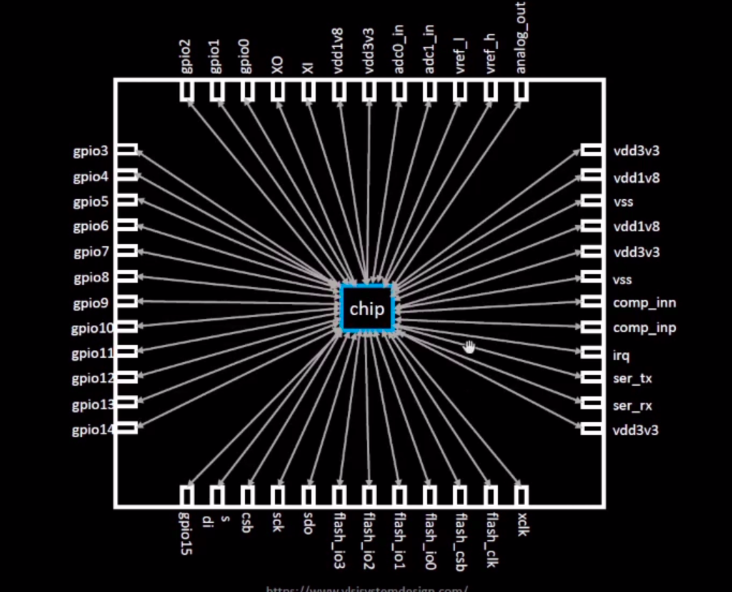 gpio2
gpio1
gpio0
XO
XI
vdd1v8
vdd3v3
adc0_in
adc1_in
vref_l
vref_h
analog_out
gpio3
gpio4
gpio5
gpio6
gpio7
gpio8
gpio9
gpio10
gpio11
gpio12
gpio13
gpio14
chip
vdd3v3
vdd1v8
vss
vdd1v8
vdd3v3
vss
comp_inn
comp_inp
irq
ser_tx
ser_rx
vdd3v3
gpio15
s
di
csb
sck
sdo
flash_io3
flash_io2
flash_io1
flash_io0
flash_csb
flash_clk
xclk
https://www.vlsisystemdesign.com/